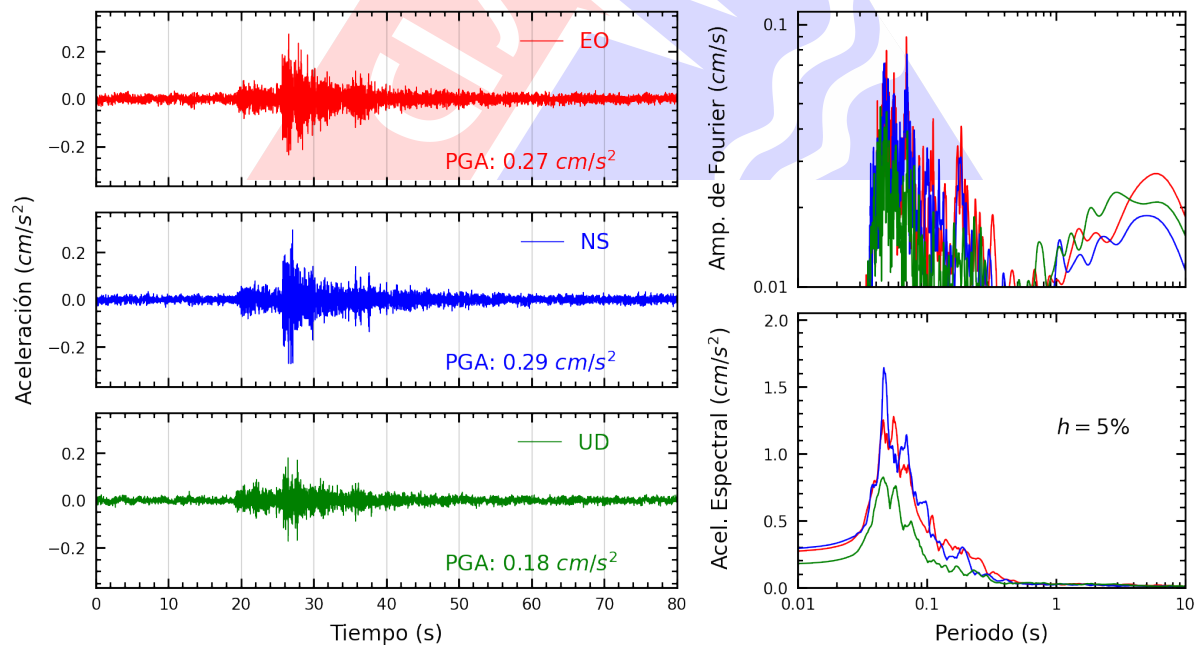 Aceleración (cm/s²)
0.2
0.0
−0.2
EO
PGA: 0.27 cm/s²
0.2
0.0
−0.2
NS
PGA: 0.29 cm/s²
0.2
0.0
−0.2
UD
PGA: 0.18 cm/s²
0 10 20 30 40 50 60 70 80
Tiempo (s)
Amp. de Fourier (cm/s)
0.1
0.01
Acel. Espectral (cm/s²)
2.0
1.5
1.0
0.5
0.0
h = 5%
0.01 0.1 1 10
Periodo (s)